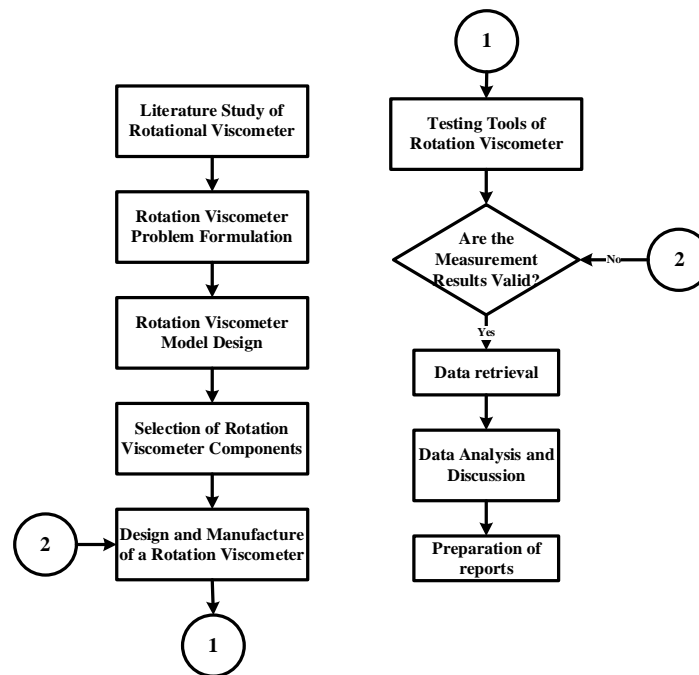 Literature Study of
Rotational Viscometer
Rotation Viscometer
Problem Formulation
Rotation Viscometer
Model Design
Selection of Rotation
Viscometer Components
2
Design and Manufacture
of a Rotation Viscometer
1
1
Testing Tools of
Rotation Viscometer
Are the
Measurement
Results Valid?
No
2
Yes
Data retrieval
Data Analysis and
Discussion
Preparation of
reports